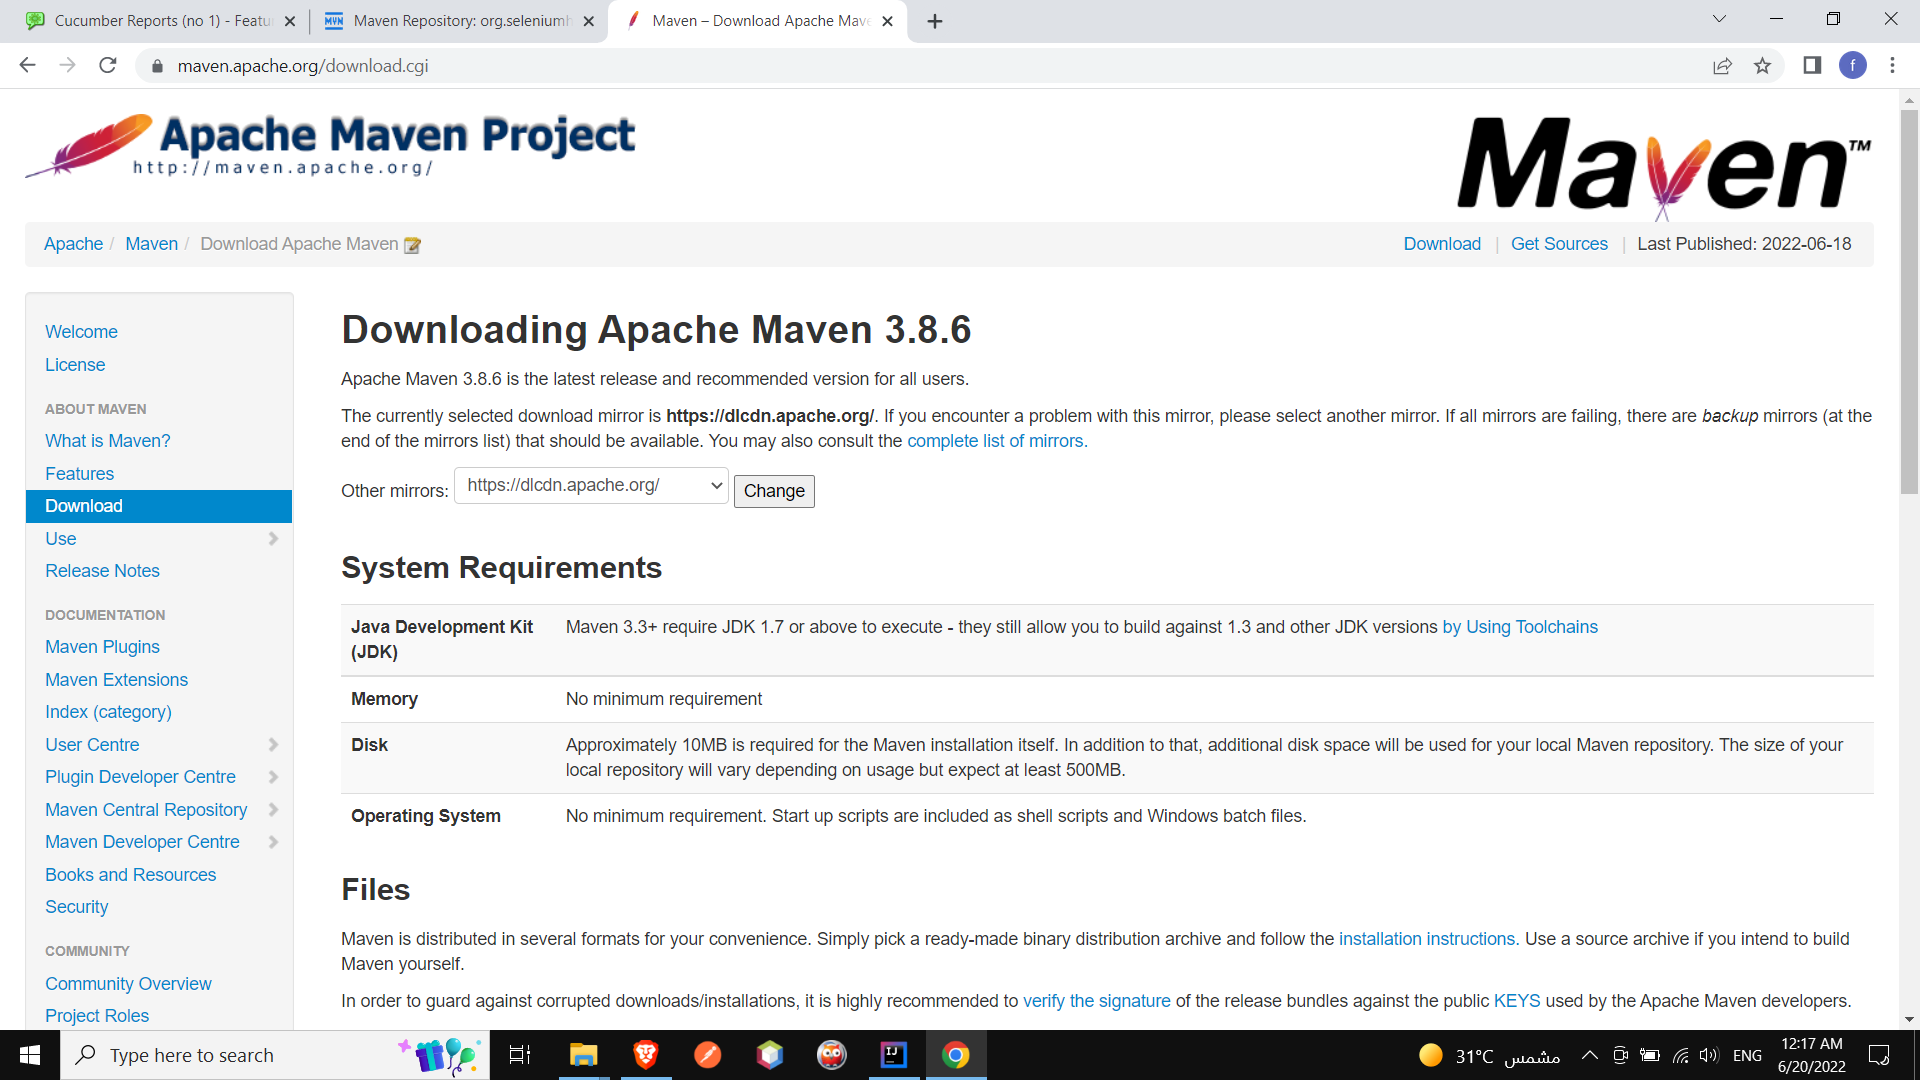 Cucumber Reports (no 1) - Featu
MVN
Maven Repository: org.seleniumh
Maven – Download Apache Mave
maven.apache.org/download.cgi
f
Apache Maven Project
http://maven.apache.org/
Maven™
Apache / Maven / Download Apache Maven
Download | Get Sources | Last Published: 2022-06-18
Welcome
License
ABOUT MAVEN
What is Maven?
Features
Download
Use
Release Notes
DOCUMENTATION
Maven Plugins
Maven Extensions
Index (category)
User Centre
Plugin Developer Centre
Maven Central Repository
Maven Developer Centre
Books and Resources
Security
COMMUNITY
Community Overview
Project Roles
Downloading Apache Maven 3.8.6
Apache Maven 3.8.6 is the latest release and recommended version for all users.
The currently selected download mirror is https://dlcdn.apache.org/. If you encounter a problem with this mirror, please select another mirror. If all mirrors are failing, there are backup mirrors (at the
end of the mirrors list) that should be available. You may also consult the complete list of mirrors.
Other mirrors: https://dlcdn.apache.org/ Change
System Requirements
Java Development Kit Maven 3.3+ require JDK 1.7 or above to execute - they still allow you to build against 1.3 and other JDK versions by Using Toolchains
(JDK)
Memory No minimum requirement
Disk Approximately 10MB is required for the Maven installation itself. In addition to that, additional disk space will be used for your local Maven repository. The size of your
local repository will vary depending on usage but expect at least 500MB.
Operating System No minimum requirement. Start up scripts are included as shell scripts and Windows batch files.
Files
Maven is distributed in several formats for your convenience. Simply pick a ready-made binary distribution archive and follow the installation instructions. Use a source archive if you intend to build
Maven yourself.
In order to guard against corrupted downloads/installations, it is highly recommended to verify the signature of the release bundles against the public KEYS used by the Apache Maven developers.
Type here to search
IJ
31°C مشمس
ENG
12:17 AM
6/20/2022